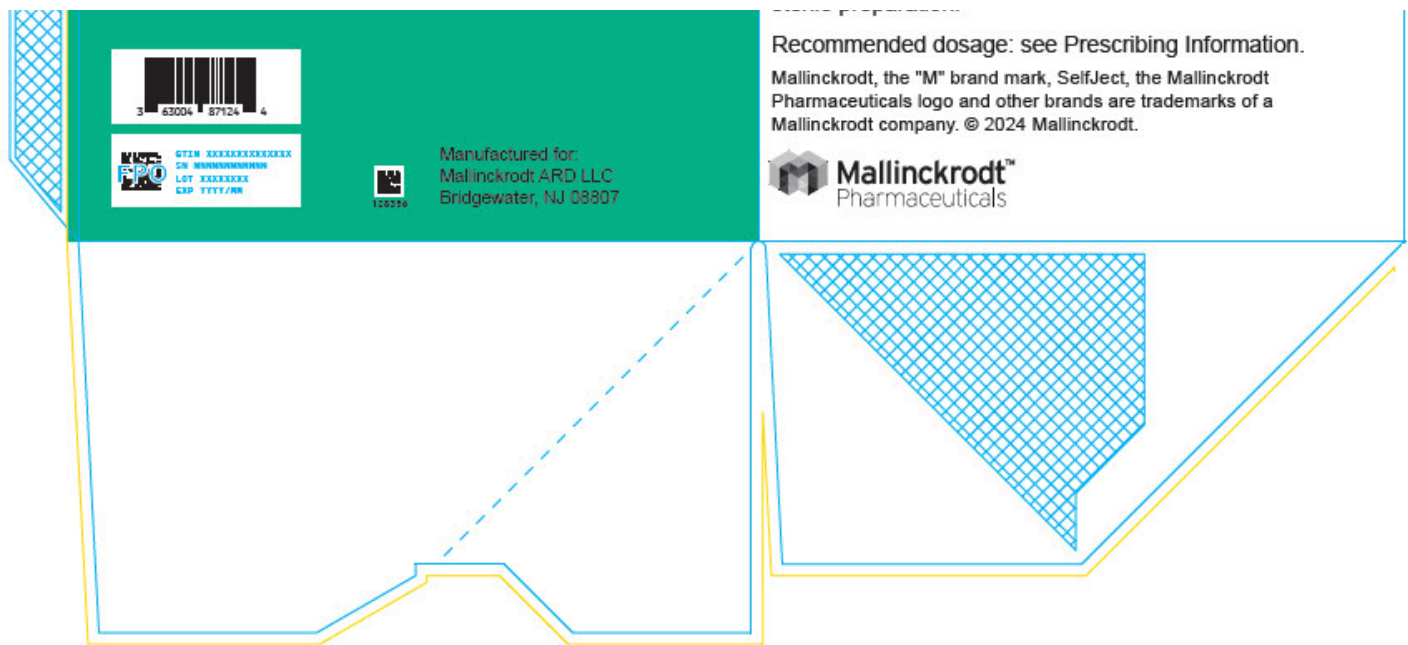 Recommended dosage: see Prescribing Information.
Mallinckrodt, the "M" brand mark, SelfJect, the Mallinckrodt
Pharmaceuticals logo and other brands are trademarks of a
Mallinckrodt company. © 2024 Mallinckrodt.
3 63004 87124 4
FPO
GTIN XXXXXXXXXXXXXX
SN NNNNNNNNNNNN
LOT XXXXXXXX
EXP YYYY/MM
Manufactured for:
Mallinckrodt ARD LLC
Bridgewater, NJ 08807
M
Mallinckrodt™
Pharmaceuticals